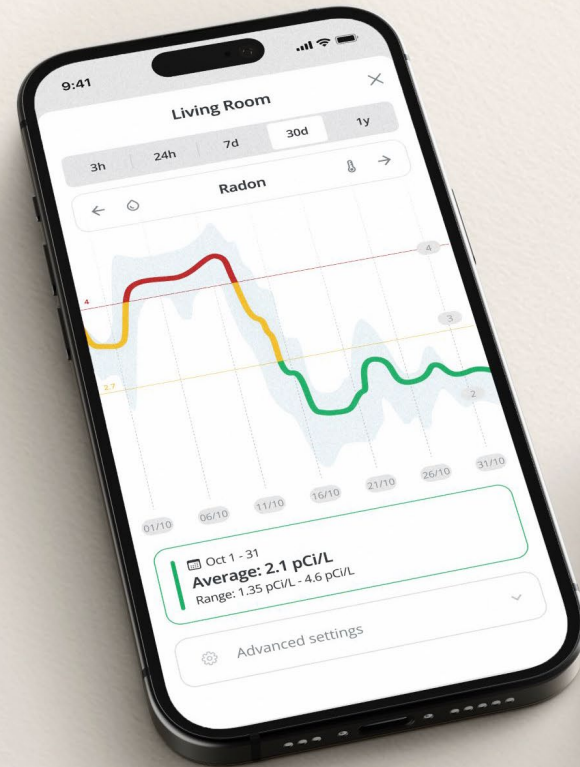 9:41
Living Room
3h 24h 7d 30d 1y
Radon
4
4
3
2.7
2
01/10 06/10 11/10 16/10 21/10 26/10 31/10
Oct 1 - 31
Average: 2.1 pCi/L
Range: 1.35 pCi/L - 4.6 pCi/L
Advanced settings